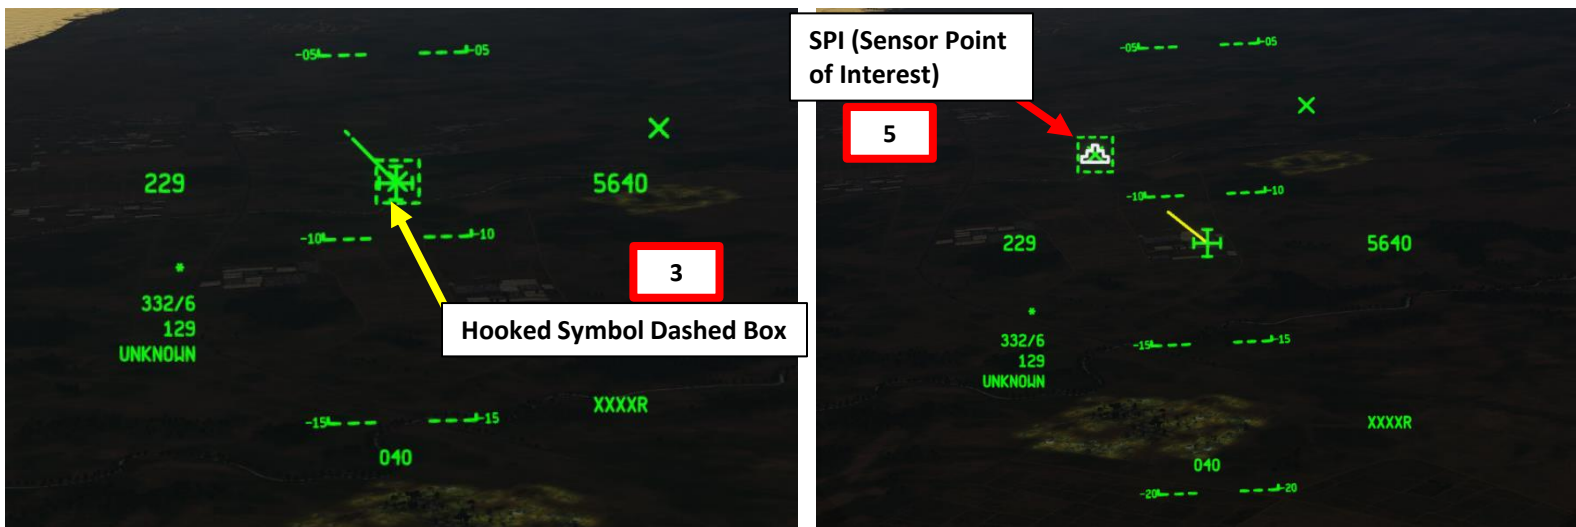 -05 -05
229 5640
-10 -10
3
332/6
129
UNKNOWN
Hooked Symbol Dashed Box
XXXXR
-15 -15
040
SPI (Sensor Point
of Interest)
-05 -05
5
-10 -10
229 5640
332/6
129
UNKNOWN
-15 -15
XXXXR
040
-20 -20